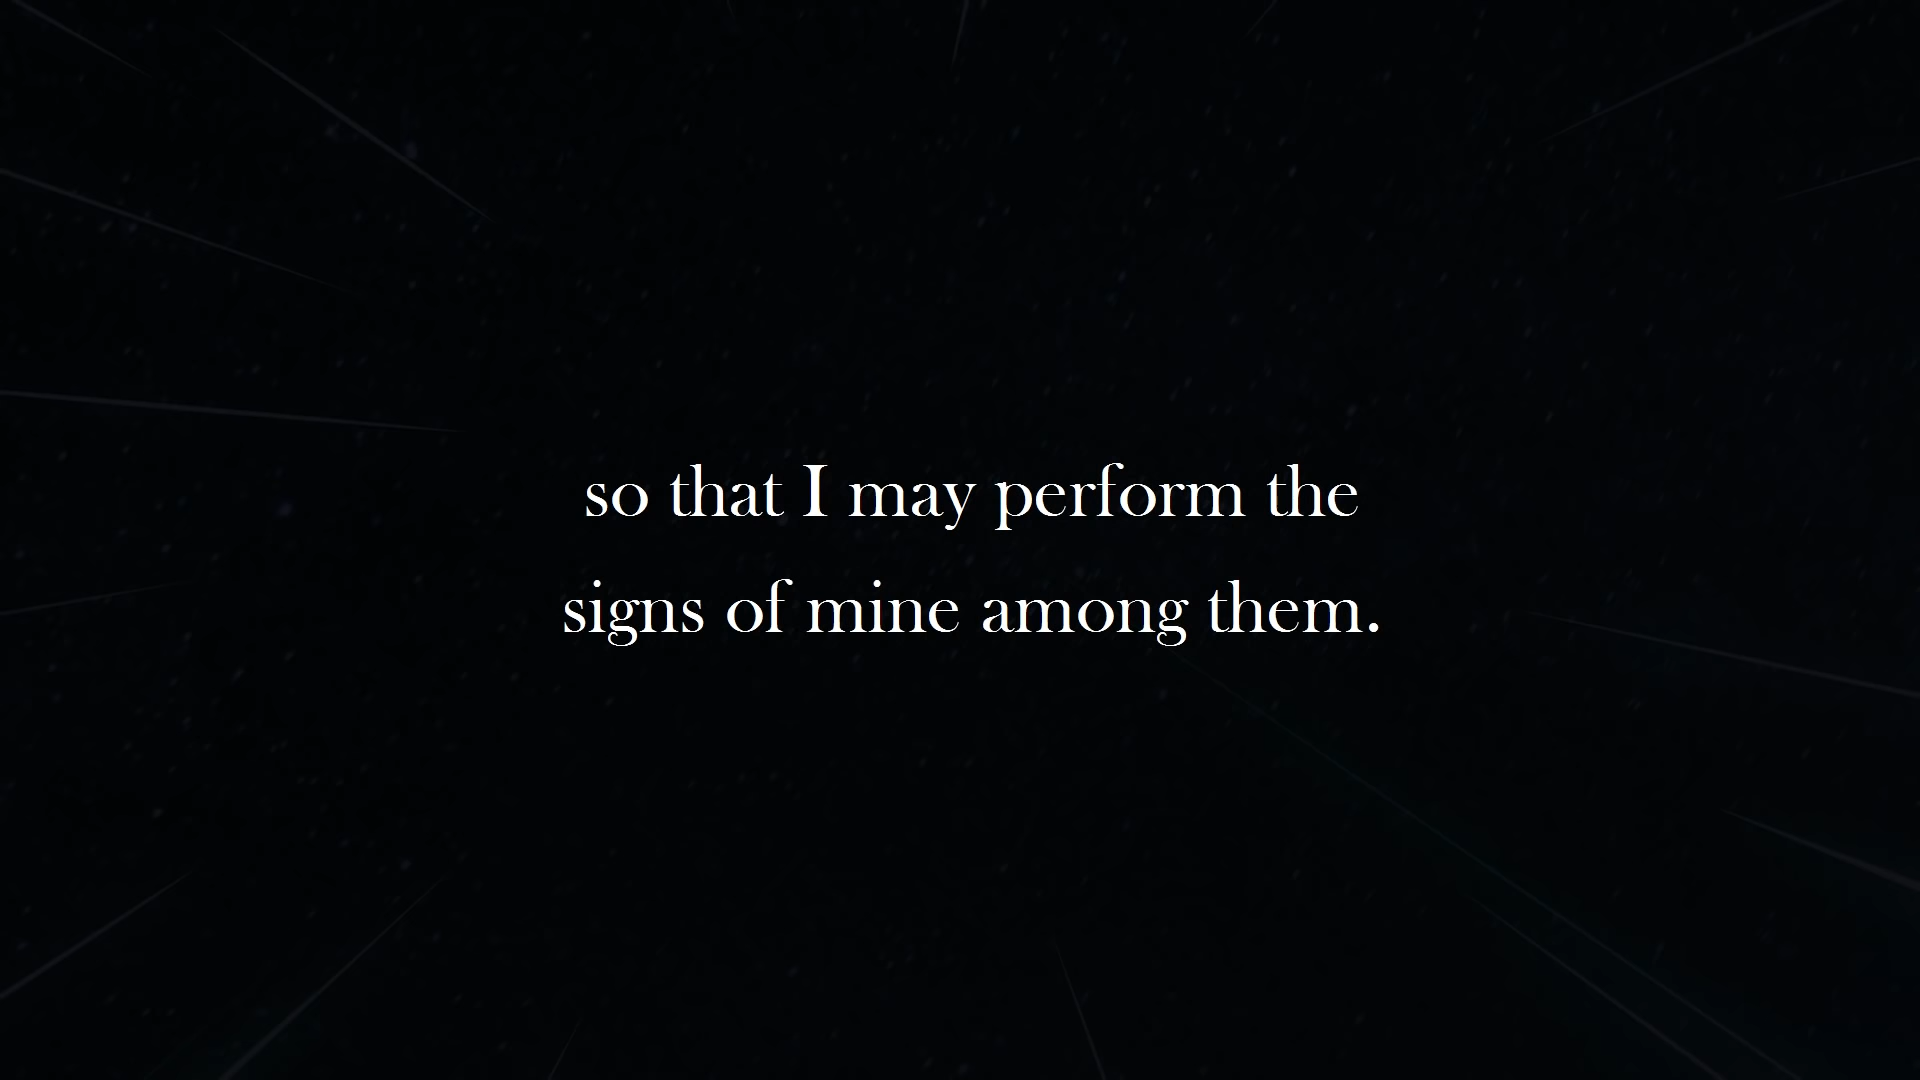 so that I may perform the
signs of mine among them.